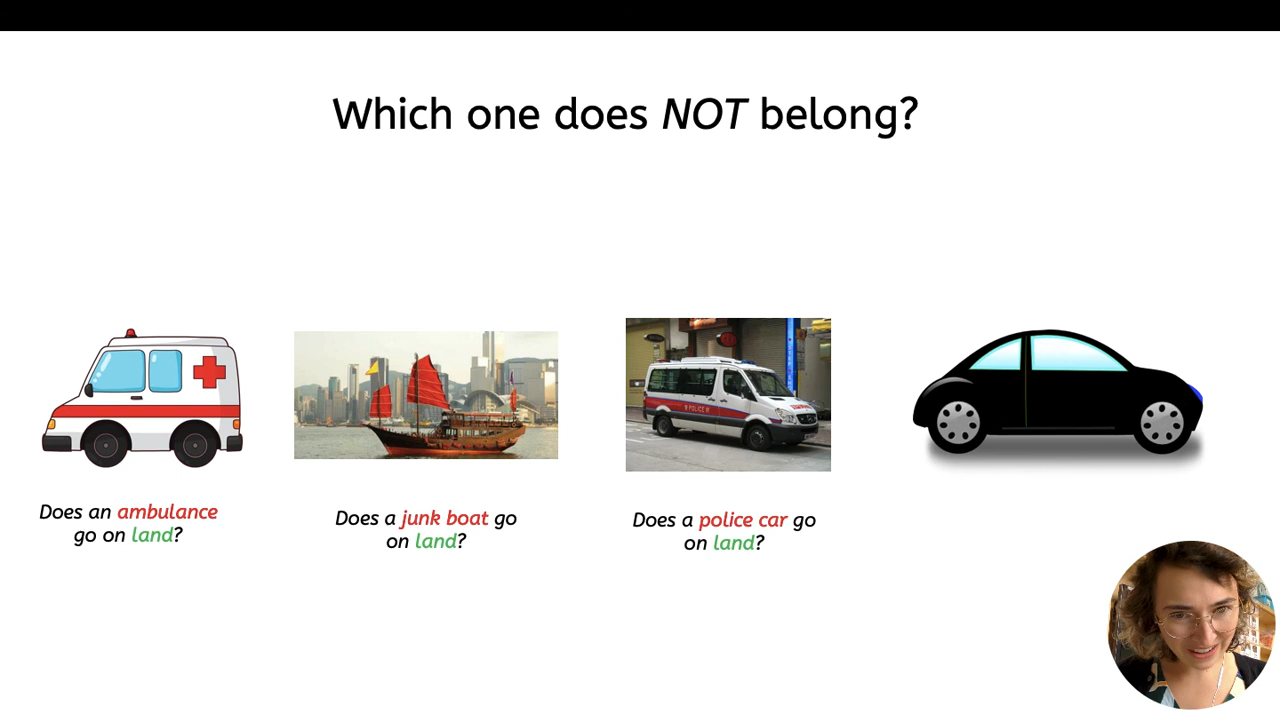 Which one does NOT belong?
Does an ambulance
go on land?
Does a junk boat go
on land?
Does a police car go
on land?
POLICE